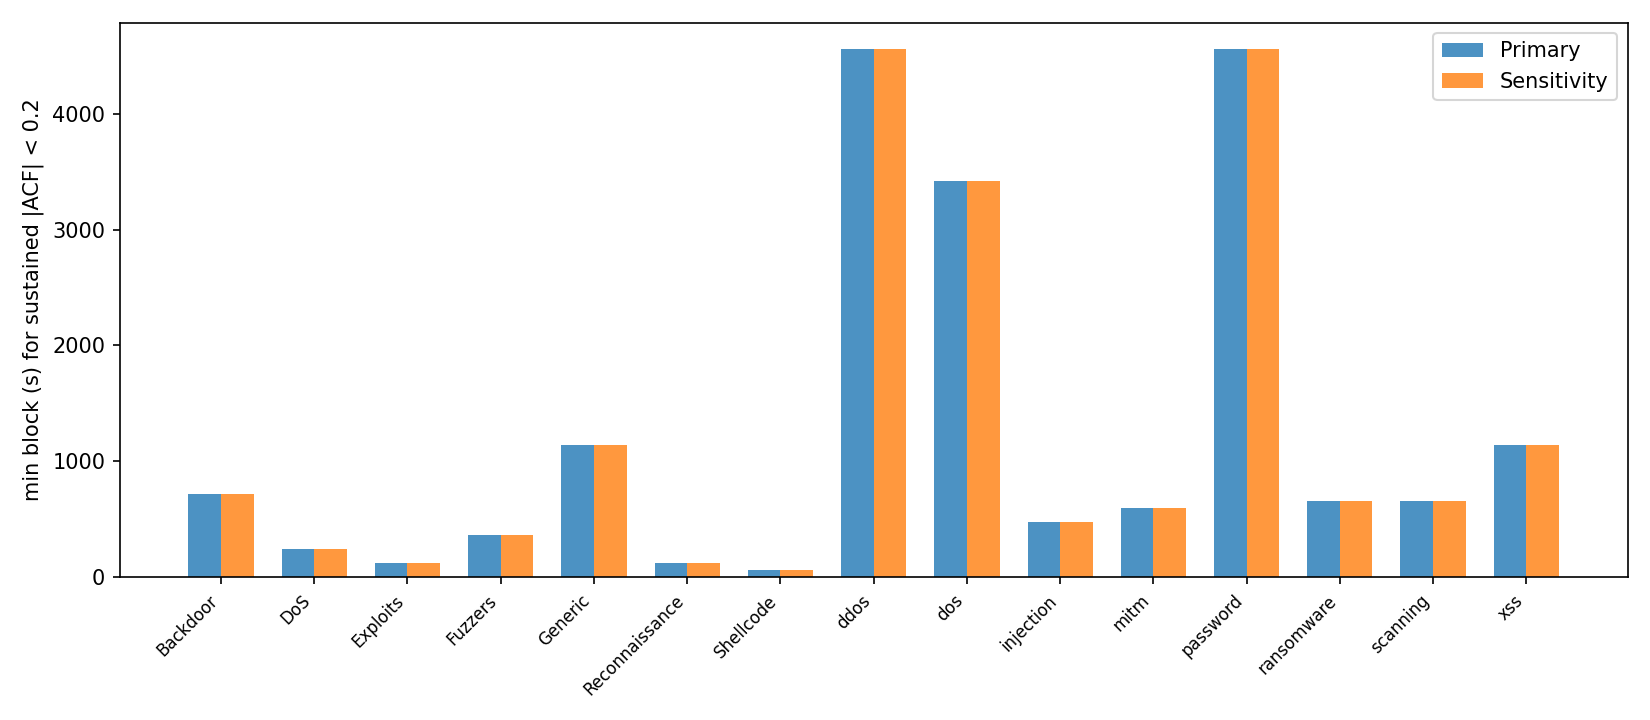 Primary
Sensitivity
min block (s) for sustained |ACF| < 0.2
4000
3000
2000
1000
0
Backdoor
DoS
Exploits
Fuzzers
Generic
Reconnaissance
Shellcode
ddos
dos
injection
mitm
password
ransomware
scanning
xss